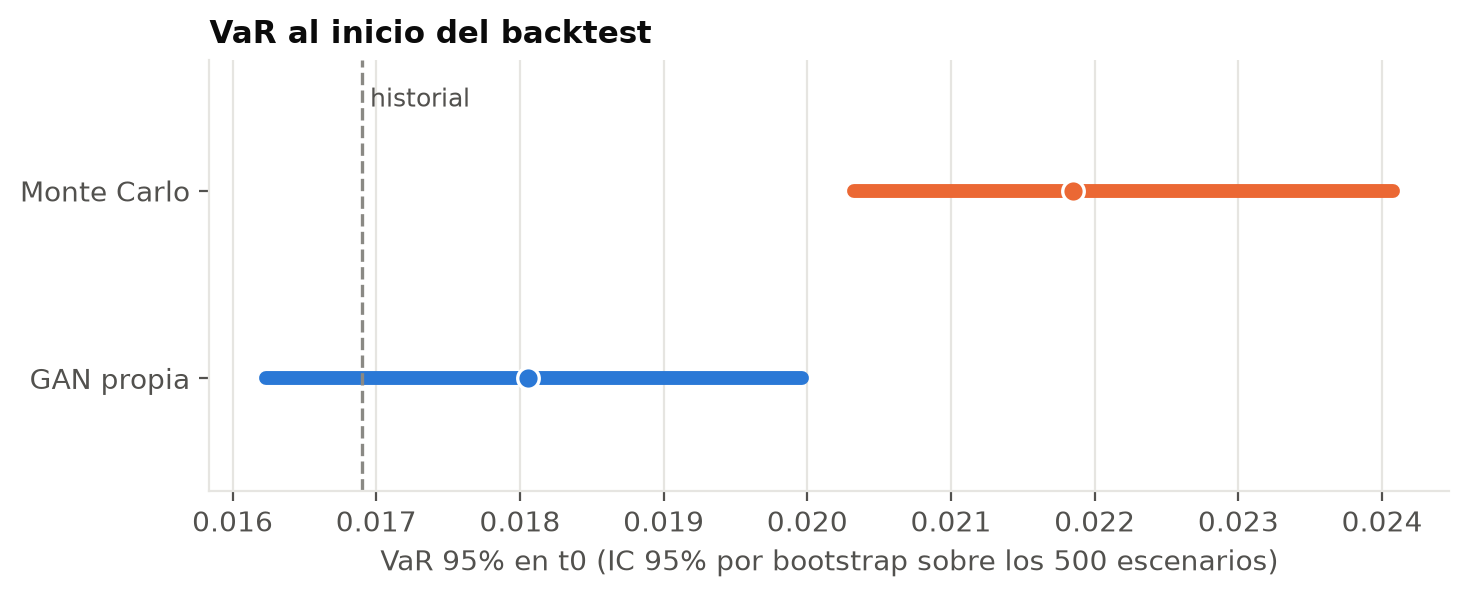 VaR al inicio del backtest
historial
Monte Carlo
GAN propia
0.016 0.017 0.018 0.019 0.020 0.021 0.022 0.023 0.024
VaR 95% en t0 (IC 95% por bootstrap sobre los 500 escenarios)